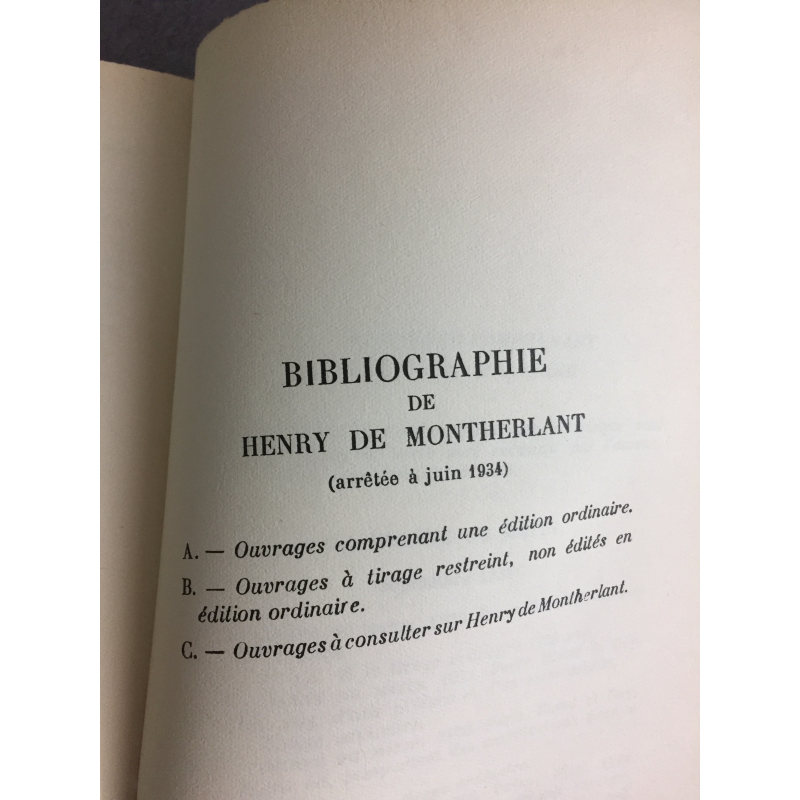 BIBLIOGRAPHIE
DE
HENRY DE MONTHERLANT
(arrêtée à juin 1934)
A. — Ouvrages comprenant une édition ordinaire.
B. — Ouvrages à tirage restreint, non édités en
édition ordinaire.
C. — Ouvrages à consulter sur Henry de Montherlant.